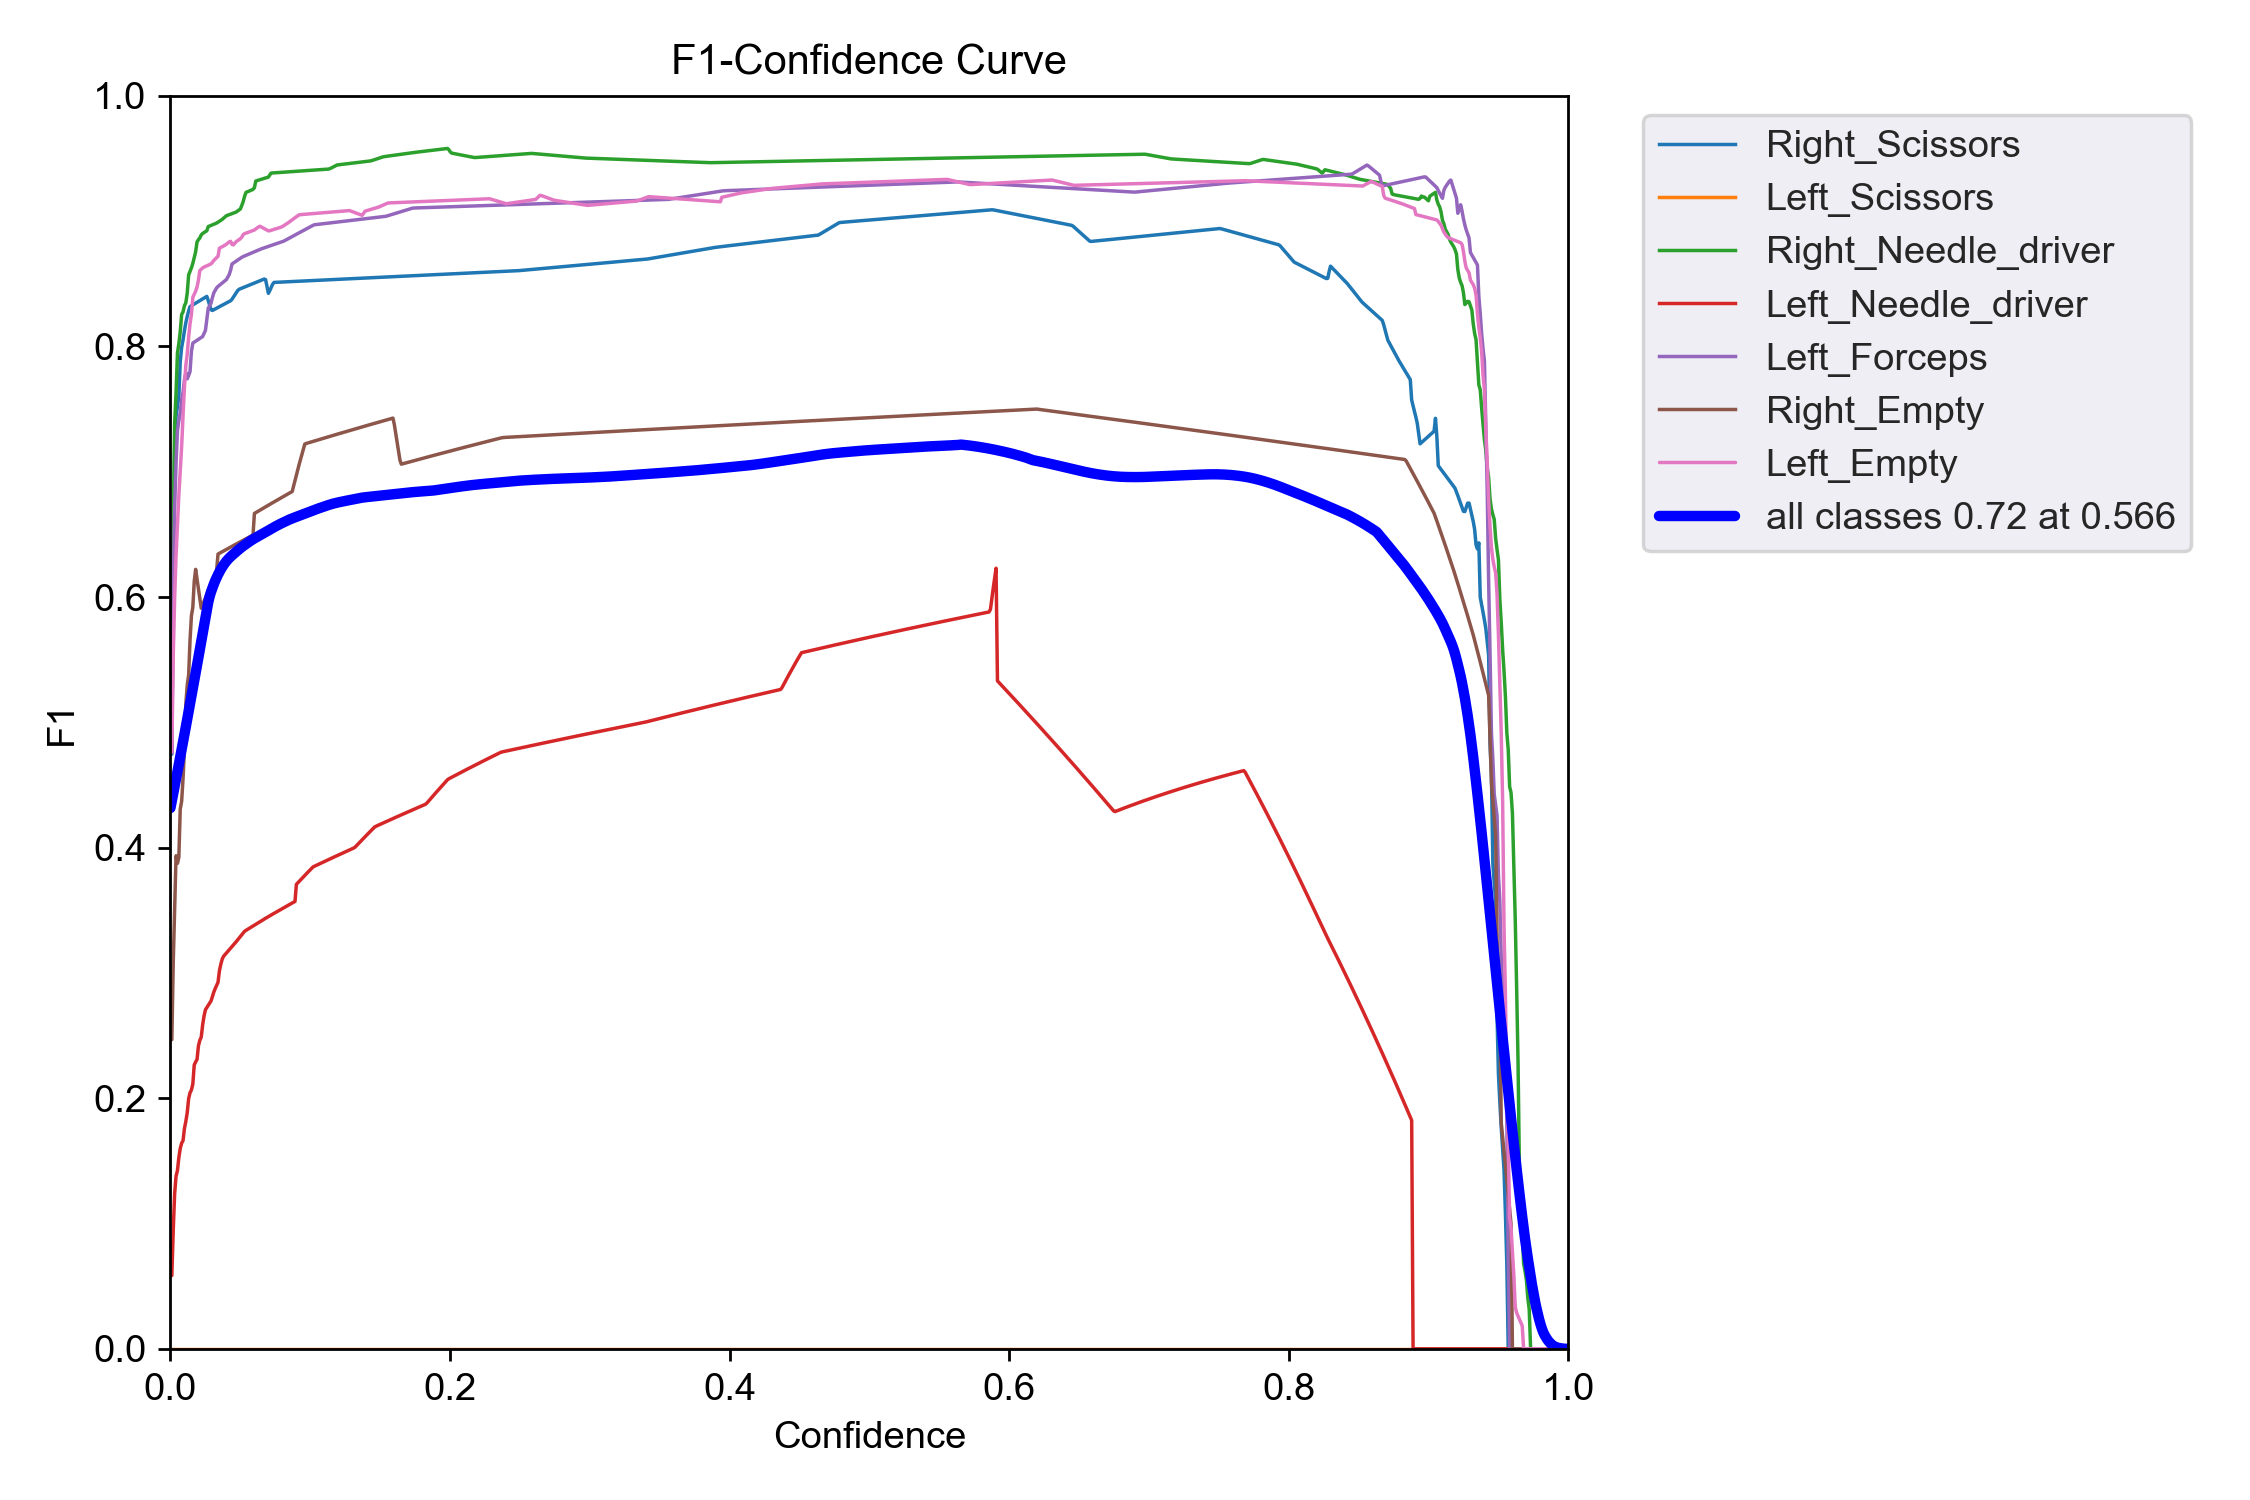 F1-Confidence Curve
1.0
0.8
0.6
0.4
0.2
0.0
F1
0.0 0.2 0.4 0.6 0.8 1.0
Confidence
Right_Scissors
Left_Scissors
Right_Needle_driver
Left_Needle_driver
Left_Forceps
Right_Empty
Left_Empty
all classes 0.72 at 0.566